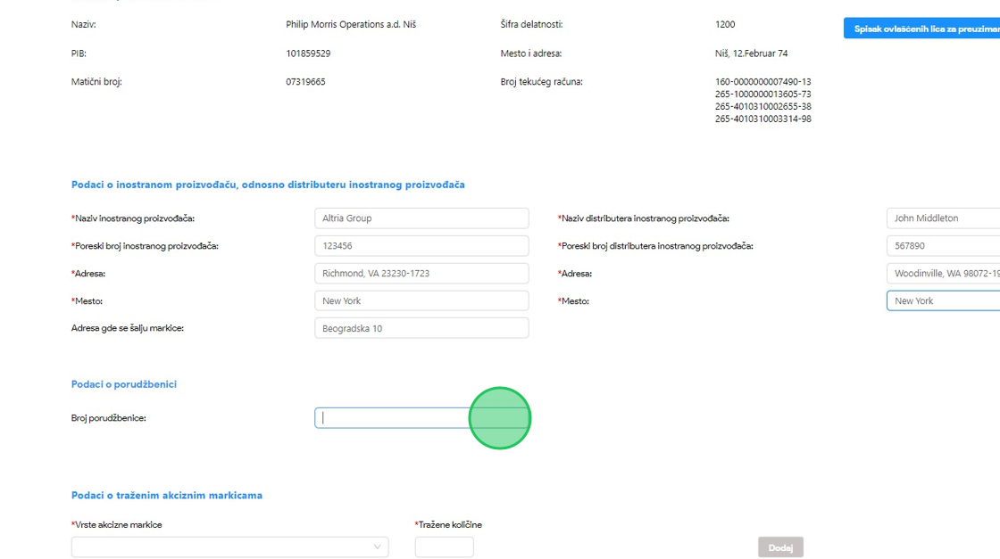 Naziv: Philip Morris Operations a.d. Niš Šifra delatnosti: 1200 Spisak ovlašćenih lica za
PIB: 101859529 Mesto i adresa: Niš, 12.Februar 74
Matični broj: 07319665 Broj tekućeg računa: 160-0000000007490-13
265-1000000013605-73
265-4010310002655-38
265-4010310003314-98
Podaci o inostranom proizvođaču, odnosno distributeru inostranog proizvođača
*Naziv inostranog proizvođača: Altria Group *Naziv distributera inostranog proizvođača: John Middleton
*Poreski broj inostranog proizvođača: 123456 *Poreski broj distributera inostranog proizvođača: 567890
*Adresa: Richmond, VA 23230-1723 *Adresa: Woodinville, WA 98072-19
*Mesto: New York *Mesto: New York
Adresa gde se šalju markice: Beogradska 10
Podaci o porudžbenici
Broj porudžbenice:
Podaci o traženim akciznim markicama
*Vrste akcizne markice *Tražene količine
Dodaj